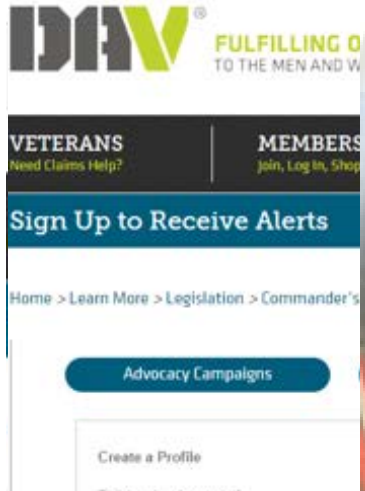 DAV®
FULFILLING O
TO THE MEN AND W
VETERANS
Need Claims Help?
MEMBERS
Join, Log In, Shop
Sign Up to Receive Alerts
Home > Learn More > Legislation > Commander's
Advocacy Campaigns
Create a Profile